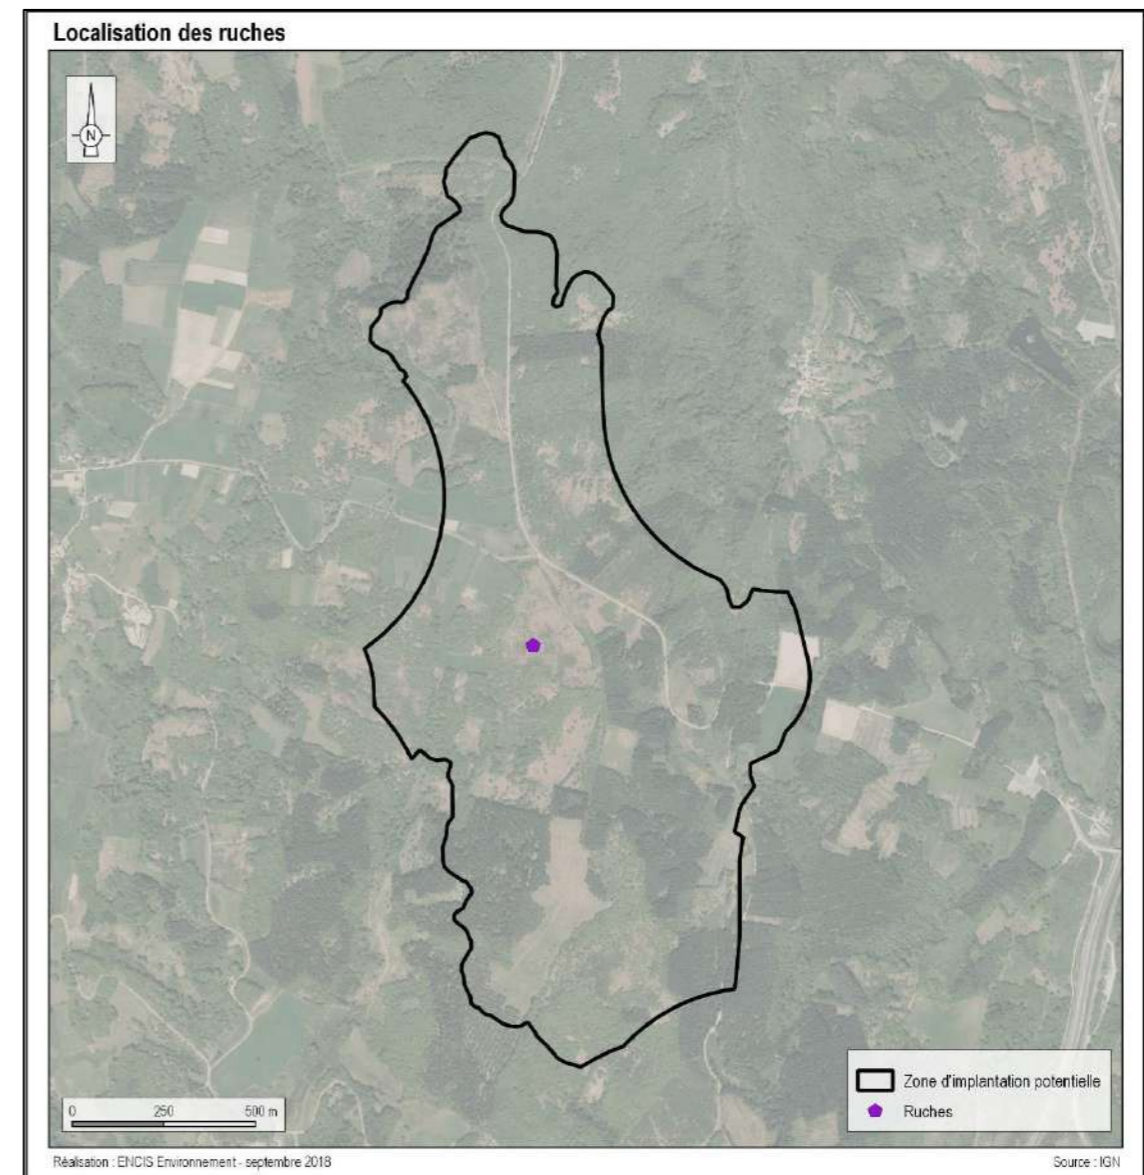 Localisation des ruches
N
Zone d'implantation potentielle
Ruches
0 250 500 m
Réalisation : ENCIS Environnement - septembre 2018
Source : IGN